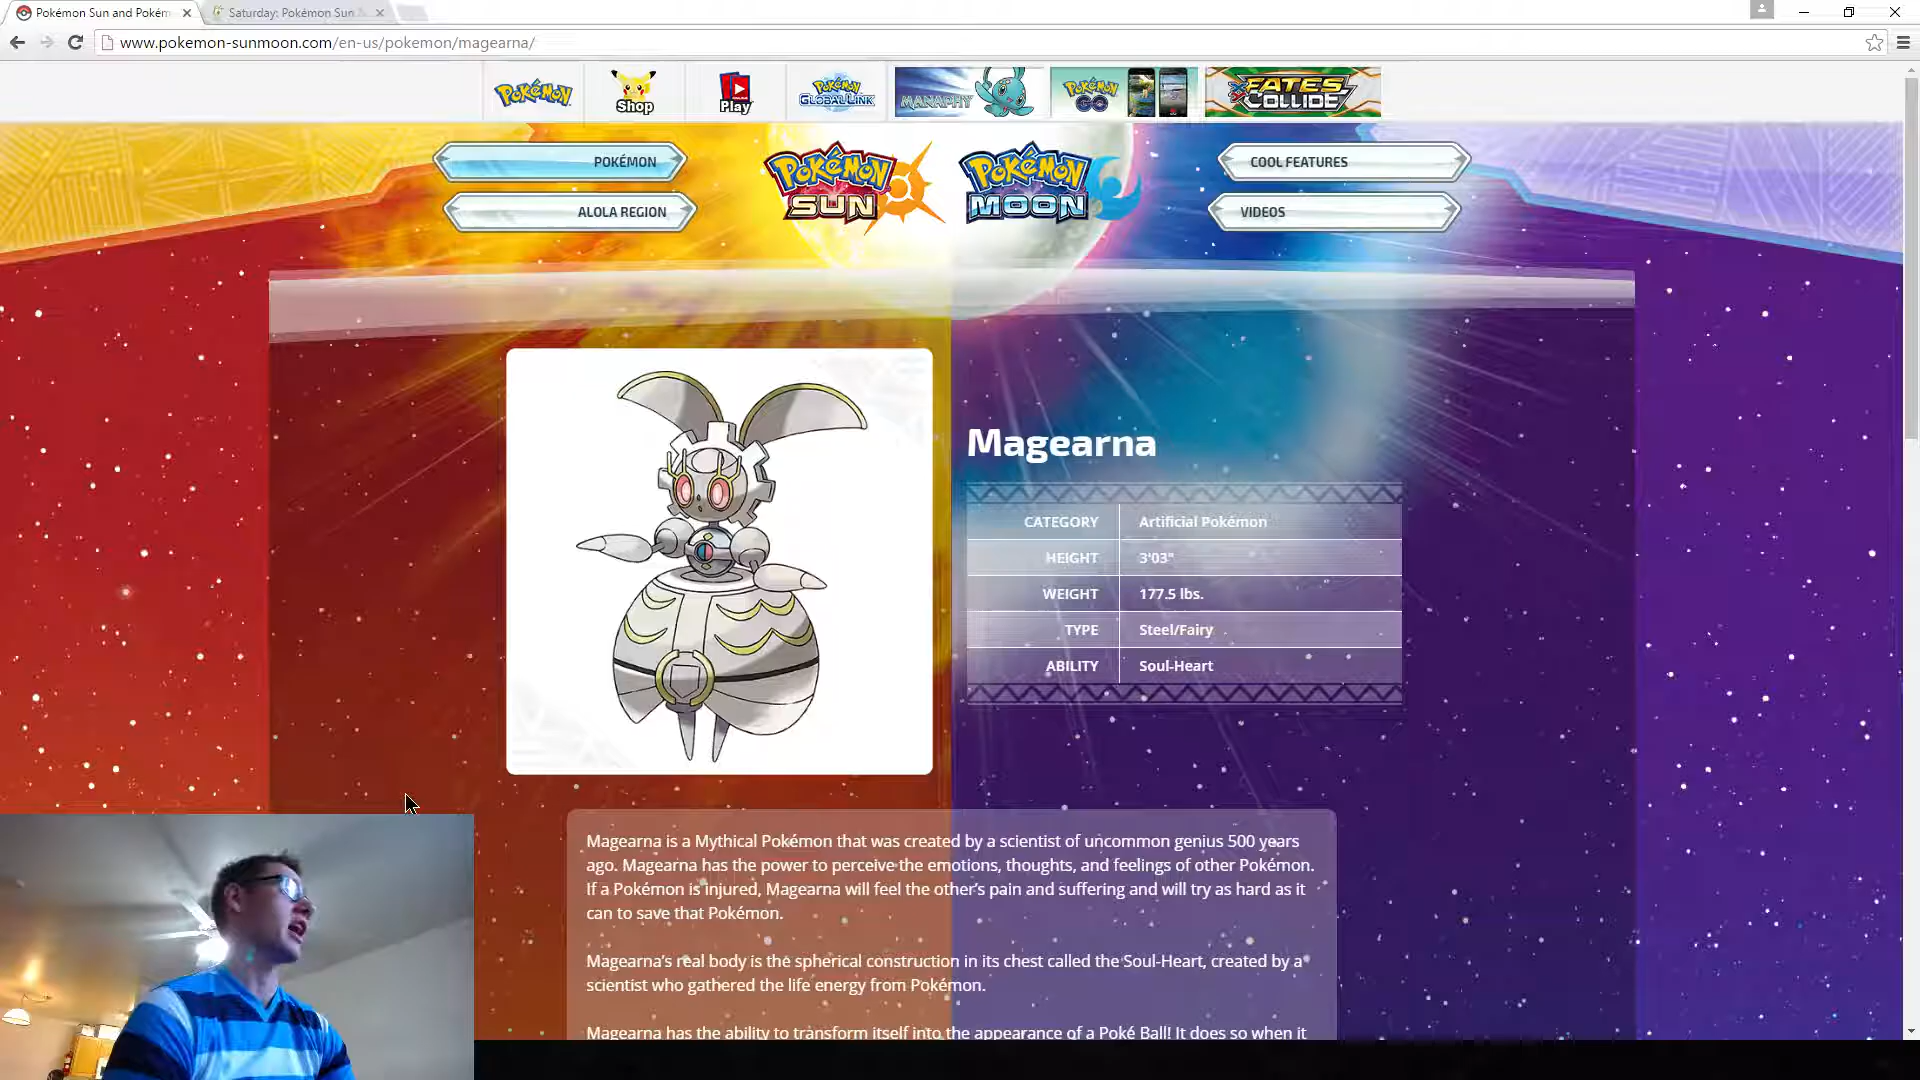 Pokémon Sun and Pokém
Saturday: Pokémon Sun
www.pokemon-sunmoon.com/en-us/pokemon/magearna/
Pokémon
Shop
Play
Pokémon GLOBAL LINK
MANAPHY
Pokémon GO
XY FATES COLLIDE
POKÉMON
ALOLA REGION
Pokémon SUN
Pokémon MOON
COOL FEATURES
VIDEOS
Magearna
CATEGORY Artificial Pokémon
HEIGHT 3'03"
WEIGHT 177.5 lbs.
TYPE Steel/Fairy
ABILITY Soul-Heart
Magearna is a Mythical Pokémon that was created by a scientist of uncommon genius 500 years
ago. Magearna has the power to perceive the emotions, thoughts, and feelings of other Pokémon.
If a Pokémon is injured, Magearna will feel the other's pain and suffering and will try as hard as it
can to save that Pokémon.
Magearna's real body is the spherical construction in its chest called the Soul-Heart, created by a
scientist who gathered the life energy from Pokémon.
Magearna has the ability to transform itself into the appearance of a Poké Ball! It does so when it